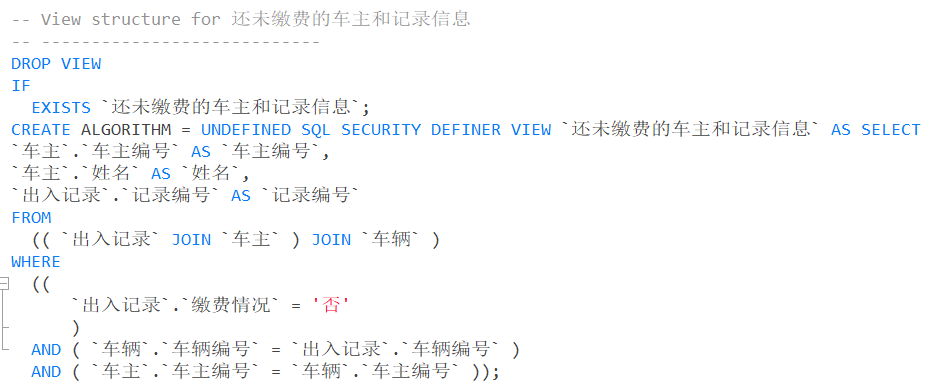 -- View structure for 还未缴费的车主和记录信息
-- ----------------------------
DROP VIEW
IF
  EXISTS `还未缴费的车主和记录信息`;
CREATE ALGORITHM = UNDEFINED SQL SECURITY DEFINER VIEW `还未缴费的车主和记录信息` AS SELECT
`车主`.`车主编号` AS `车主编号`,
`车主`.`姓名` AS `姓名`,
`出入记录`.`记录编号` AS `记录编号`
FROM
  (( `出入记录` JOIN `车主` ) JOIN `车辆` )
WHERE
  ((
      `出入记录`.`缴费情况` = '否'
      )
  AND ( `车辆`.`车辆编号` = `出入记录`.`车辆编号` )
  AND ( `车主`.`车主编号` = `车辆`.`车主编号` ));